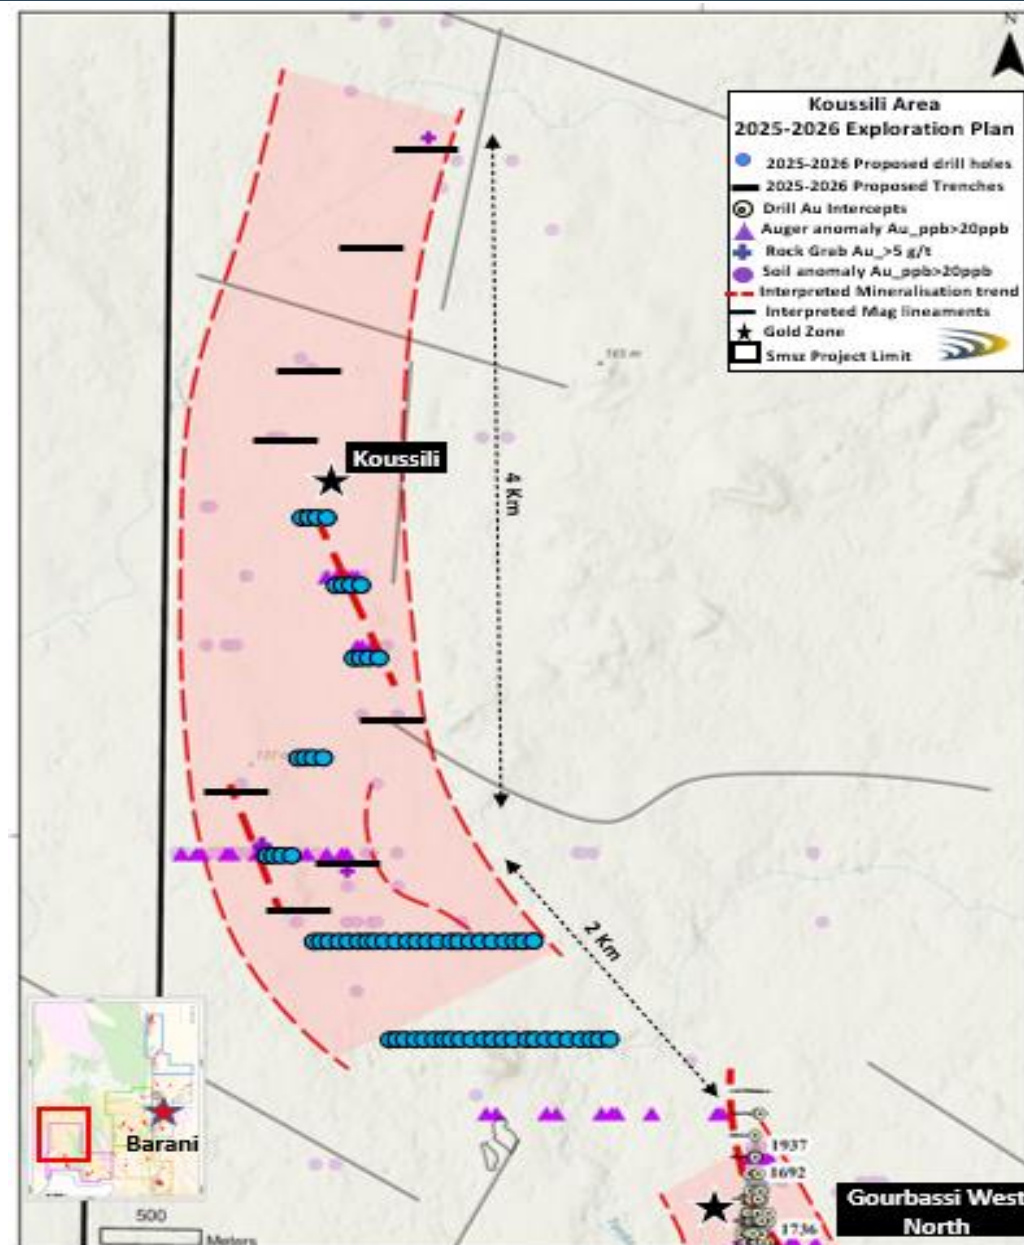 N
Koussili Area
2025-2026 Exploration Plan
2025-2026 Proposed drill holes
2025-2026 Proposed Trenches
Drill Au Intercepts
Auger anomaly Au_ppb>20ppb
Rock Grab Au_>5 g/t
Soil anomaly Au_ppb>20ppb
Interpreted Mineralisation trend
Interpreted Mag lineaments
Gold Zone
Smsz Project Limit
165 m
Koussili
4 Km
2 Km
Barani
1937
1692
Gourbassi West
North
1736
500
Meters